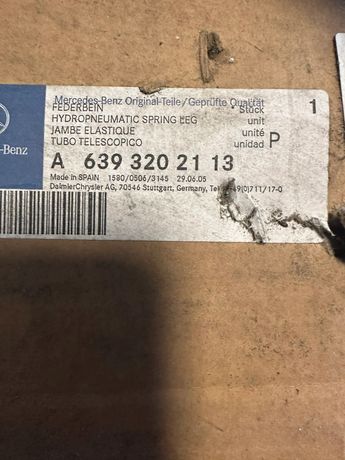 Mercedes-Benz Original-Teile/Geprüfte Qualität
FEDERBEIN Stück 1
HYDROPNEUMATIC SPRING LEG unit
JAMBE ELASTIQUE unité
TUBO TELESCOPICO unidad P
-Benz
A 639 320 21 13
Made in SPAIN 1580/0506/3145 29.06.05
DaimlerChrysler AG, 70546 Stuttgart, Germany, Tel 49(0)711/17-0